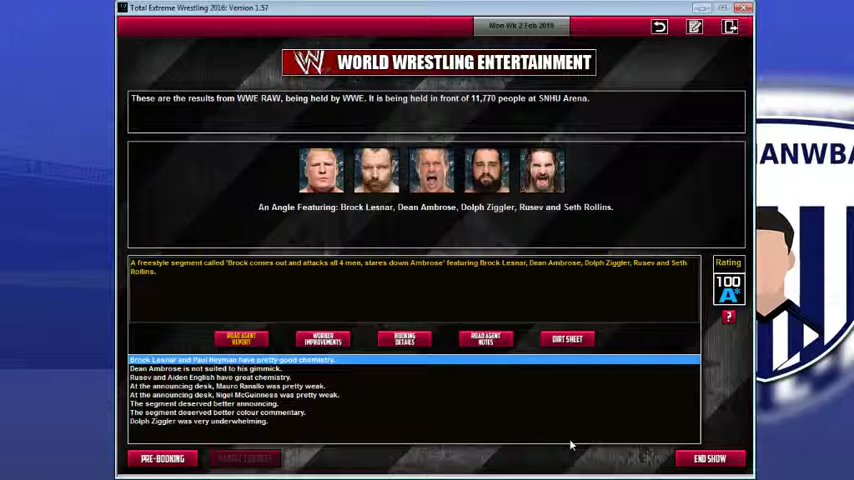 Total Extreme Wrestling 2016: Version 1.57
Mon Wk 2 Feb 2019
W WORLD WRESTLING ENTERTAINMENT
These are the results from WWE RAW, being held by WWE. It is being held in front of 11,770 people at SNHU Arena.
ANWBA
An Angle Featuring: Brock Lesnar, Dean Ambrose, Dolph Ziggler, Rusev and Seth Rollins.
A freestyle segment called 'Brock comes out and attacks all 4 men, stares down Ambrose' featuring Brock Lesnar, Dean Ambrose, Dolph Ziggler, Rusev and Seth
Rollins.
Rating
100
A*
?
ROAD AGENT
REPORT
WORKER
IMPROVEMENTS
BOOKING
DETAILS
ROAD AGENT
NOTES
DIRT SHEET
Brock Lesnar and Paul Heyman have pretty good chemistry.
Dean Ambrose is not suited to his gimmick.
Rusev and Aiden English have great chemistry.
At the announcing desk, Mauro Ranallo was pretty weak.
At the announcing desk, Nigel McGuinness was pretty weak.
The segment deserved better announcing.
The segment deserved better colour commentary.
Dolph Ziggler was very underwhelming.
PRE-BOOKING
END SHOW